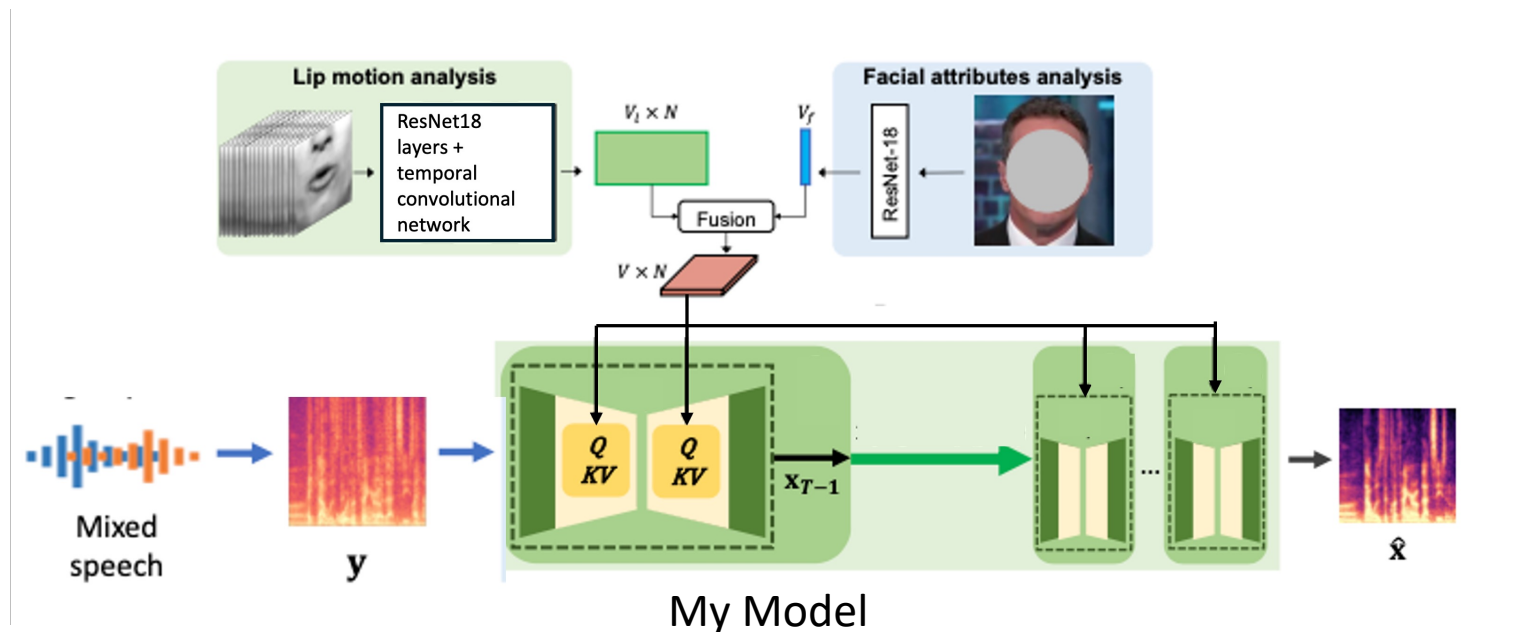 Lip motion analysis
Facial attributes analysis
ResNet18
layers +
temporal
convolutional
network
V_l × N
V_f
ResNet-18
Fusion
V × N
Q
KV
Q
KV
x_{T−1}
...
Mixed
speech
y
x̂
My Model